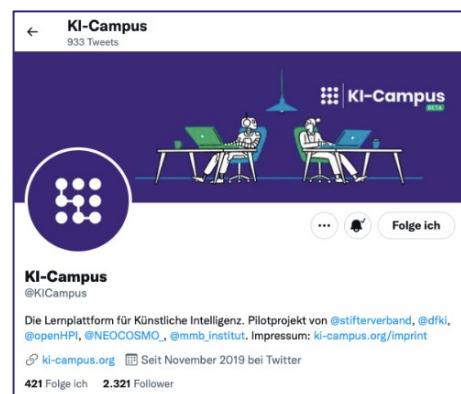 KI-Campus
933 Tweets
KI-Campus
BETA
Folge ich
KI-Campus
@KICampus
Die Lernplattform für Künstliche Intelligenz. Pilotprojekt von @stifterverband, @dfki,
@openHPI, @NEOCOSMO_, @mmb_institut. Impressum: ki-campus.org/imprint
ki-campus.org Seit November 2019 bei Twitter
421 Folge ich 2.321 Follower